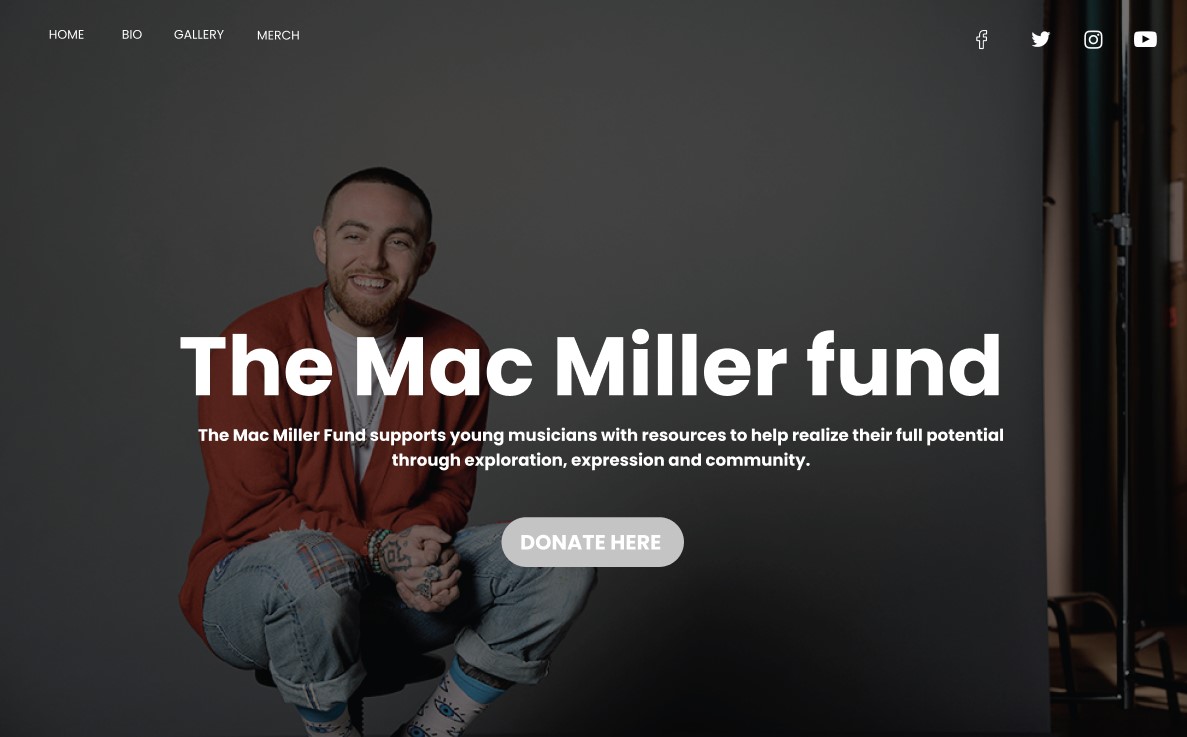 HOME BIO GALLERY MERCH
The Mac Miller fund
The Mac Miller Fund supports young musicians with resources to help realize their full potential
through exploration, expression and community.
DONATE HERE